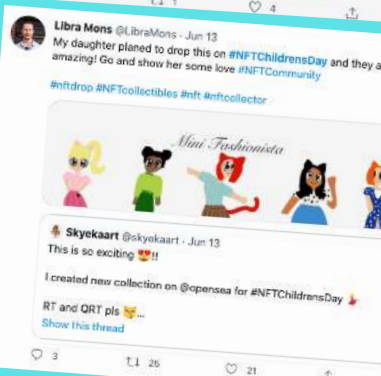 1
4
Libra Mons @LibraMons · Jun 13
My daughter planed to drop this on #NFTChildrensDay and they a
amazing! Go and show her some love #NFTCommunity
#nftdrop #NFTcollectibles #nft #nftcollector
Mini Fashionista
Skyekaart @skyekaart · Jun 13
This is so exciting 😍!!
I created new collection on @opensea for #NFTChildrensDay 💃
RT and QRT pls 😽...
Show this thread
3 26 21